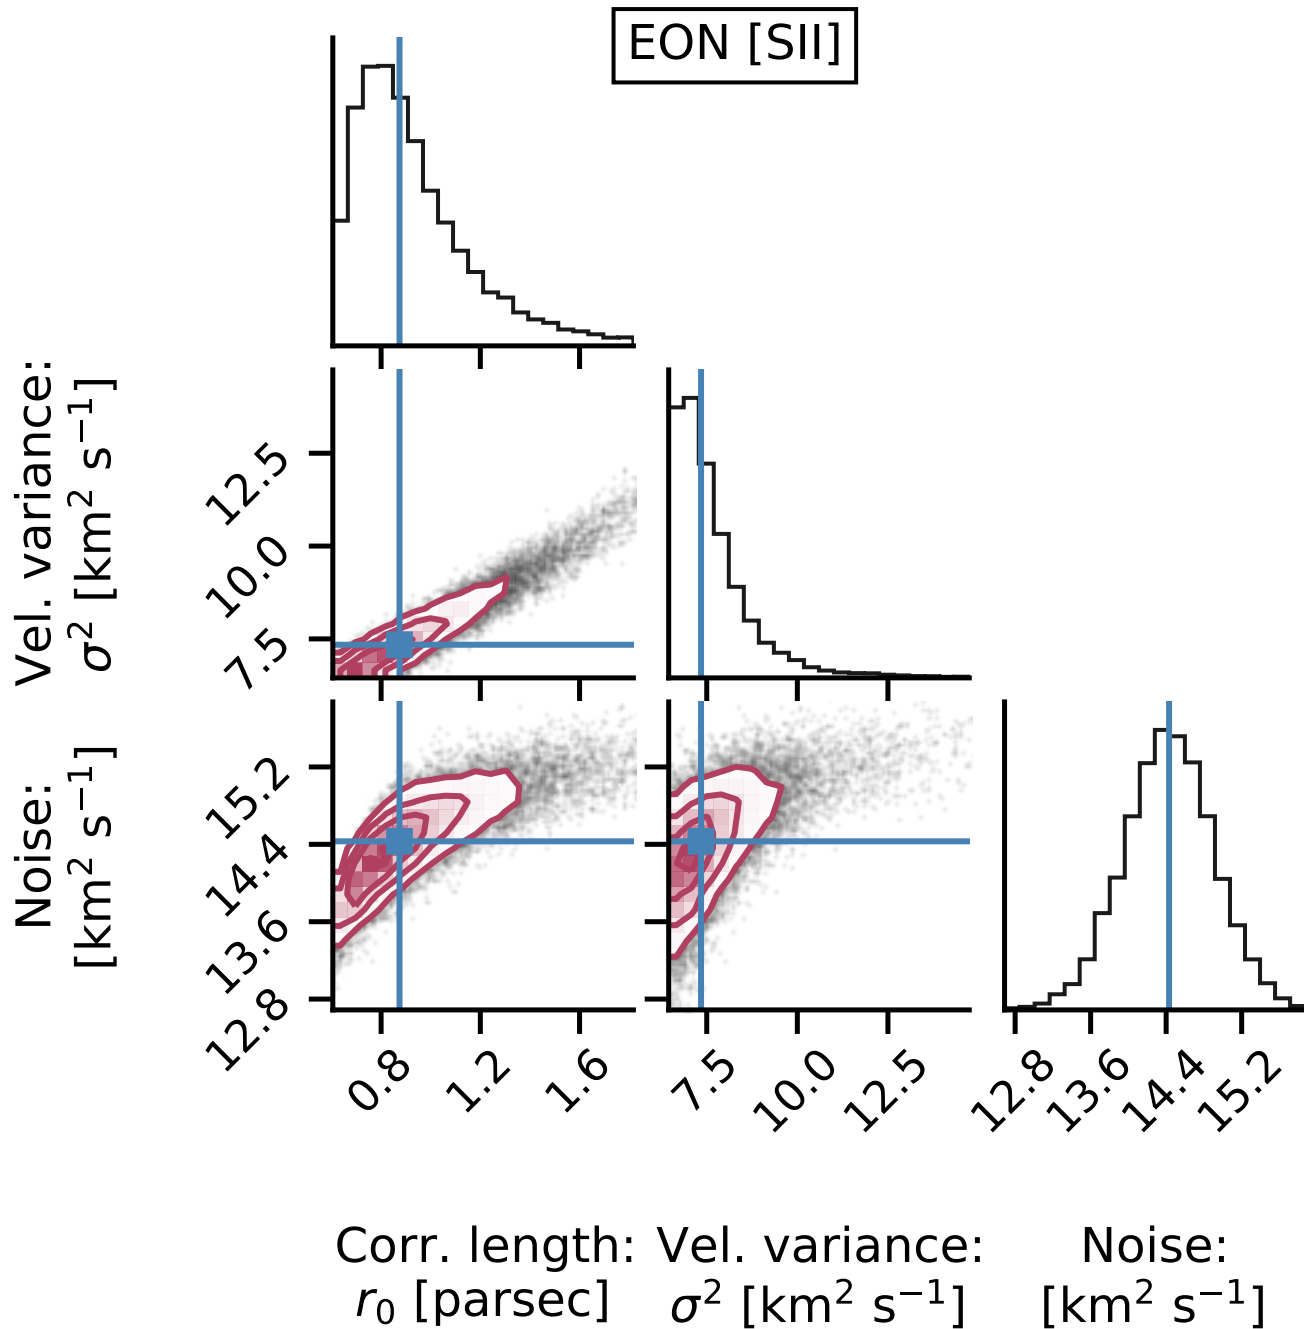 EON [SII]
Vel. variance:
σ² [km² s⁻¹]
12.5
10.0
7.5
Noise:
[km² s⁻¹]
15.2
14.4
13.6
12.8
0.8 1.2 1.6 7.5 10.0 12.5 12.8 13.6 14.4 15.2
Corr. length: Vel. variance: Noise:
r₀ [parsec] σ² [km² s⁻¹] [km² s⁻¹]